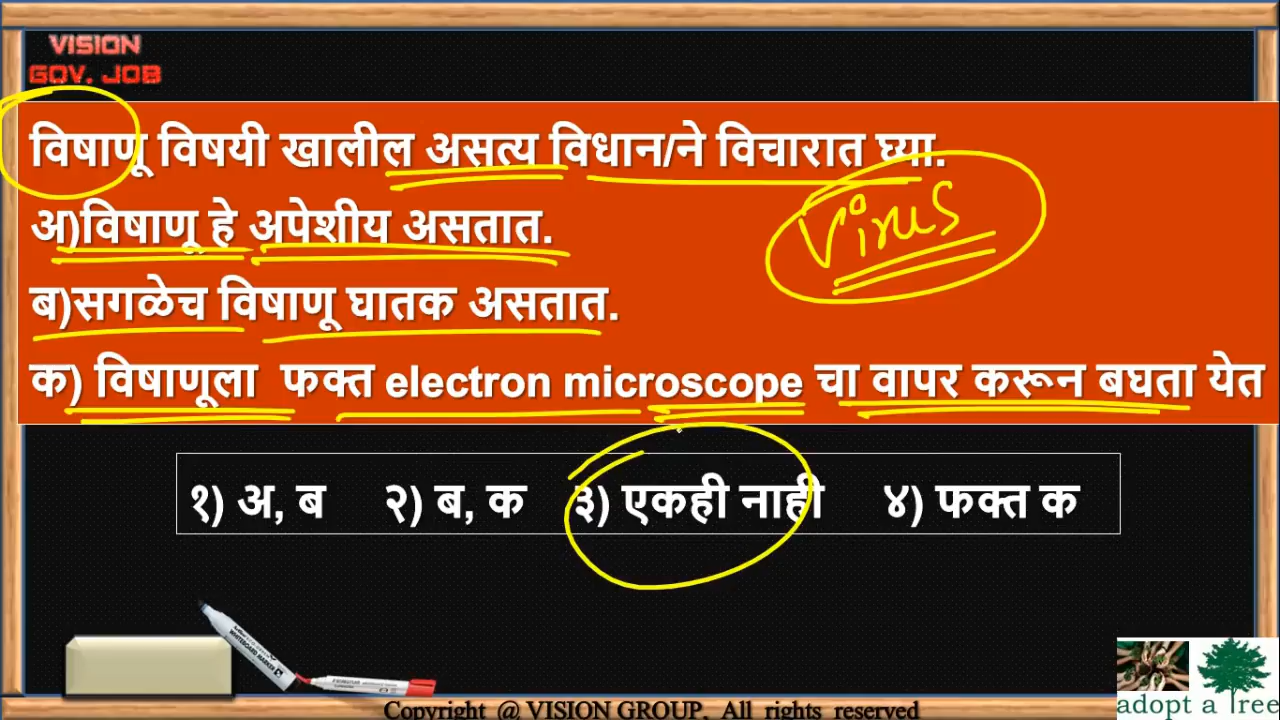 VISION
GOV. JOB
विषाणू विषयी खालील असत्य विधान/ने विचारात घ्या.
Virus
अ)विषाणू हे अपेशीय असतात.
ब)सगळेच विषाणू घातक असतात.
क) विषाणूला फक्त electron microscope चा वापर करून बघता येत
१) अ, ब २) ब, क ३) एकही नाही ४) फक्त क
adopt a Tree
Copyright @ VISION GROUP, All rights reserved